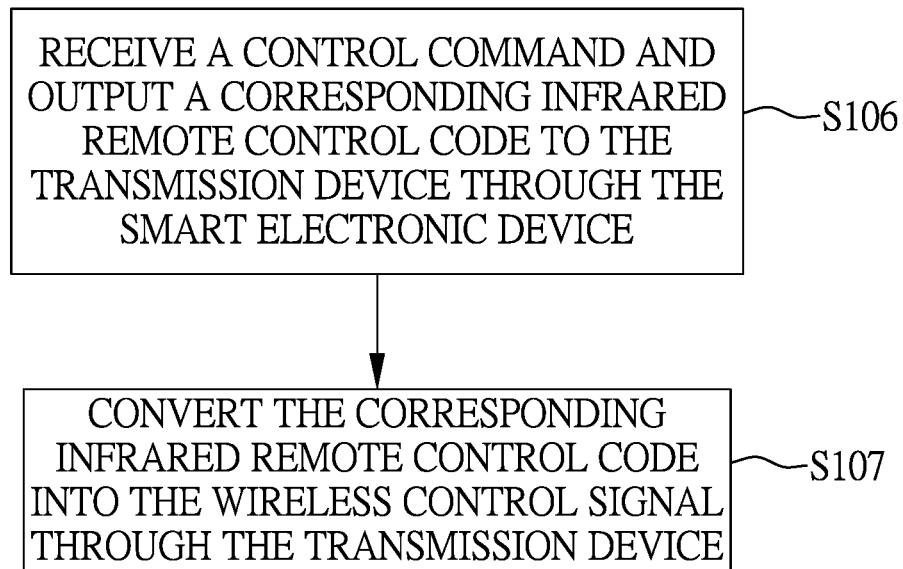 RECEIVE A CONTROL COMMAND AND
OUTPUT A CORRESPONDING INFRARED
REMOTE CONTROL CODE TO THE
TRANSMISSION DEVICE THROUGH THE
SMART ELECTRONIC DEVICE
S106
CONVERT THE CORRESPONDING
INFRARED REMOTE CONTROL CODE
INTO THE WIRELESS CONTROL SIGNAL
THROUGH THE TRANSMISSION DEVICE
S107